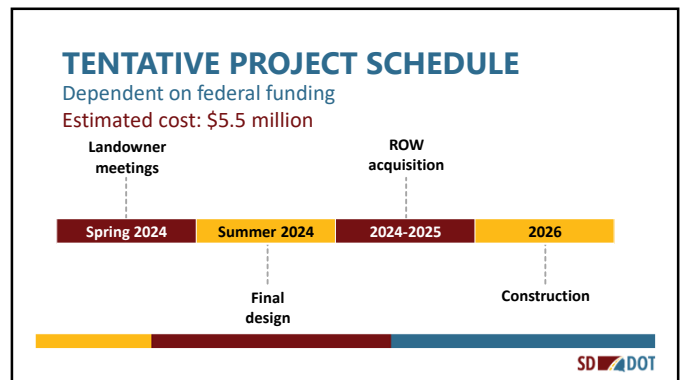 TENTATIVE PROJECT SCHEDULE
Dependent on federal funding
Estimated cost: $5.5 million
Landowner
meetings
ROW
acquisition
Spring 2024
Summer 2024
2024-2025
2026
Final
design
Construction
SD DOT